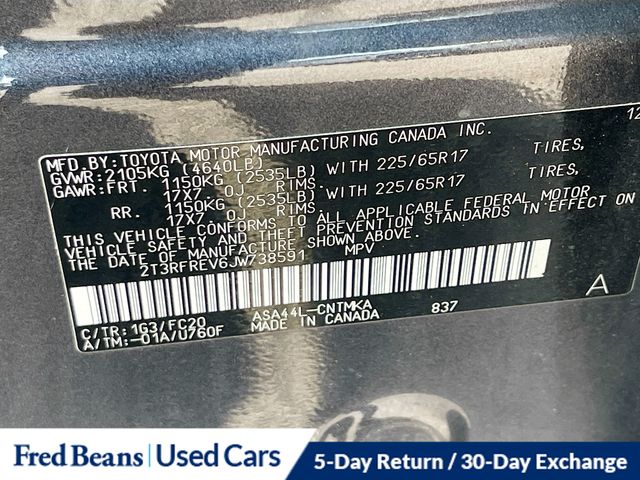 12
MFD.BY:TOYOTA MOTOR MANUFACTURING CANADA INC.
GVWR:2105KG (4640LB)
GAWR:FRT. 1150KG (2535LB) WITH 225/65R17 TIRES,
17X7 OJ RIMS.
RR. 1150KG (2535LB) WITH 225/65R17 TIRES,
17X7 OJ RIMS.
THIS VEHICLE CONFORMS TO ALL APPLICABLE FEDERAL MOTOR
VEHICLE SAFETY AND THEFT PREVENTION STANDARDS IN EFFECT ON
THE DATE OF MANUFACTURE SHOWN ABOVE.
2T3RFREV6JW738591 MPV
A
C/TR:1G3/FC20 ASA44L-CNTMKA 837
A/TM:-01A/U760F MADE IN CANADA
Fred Beans | Used Cars 5-Day Return / 30-Day Exchange